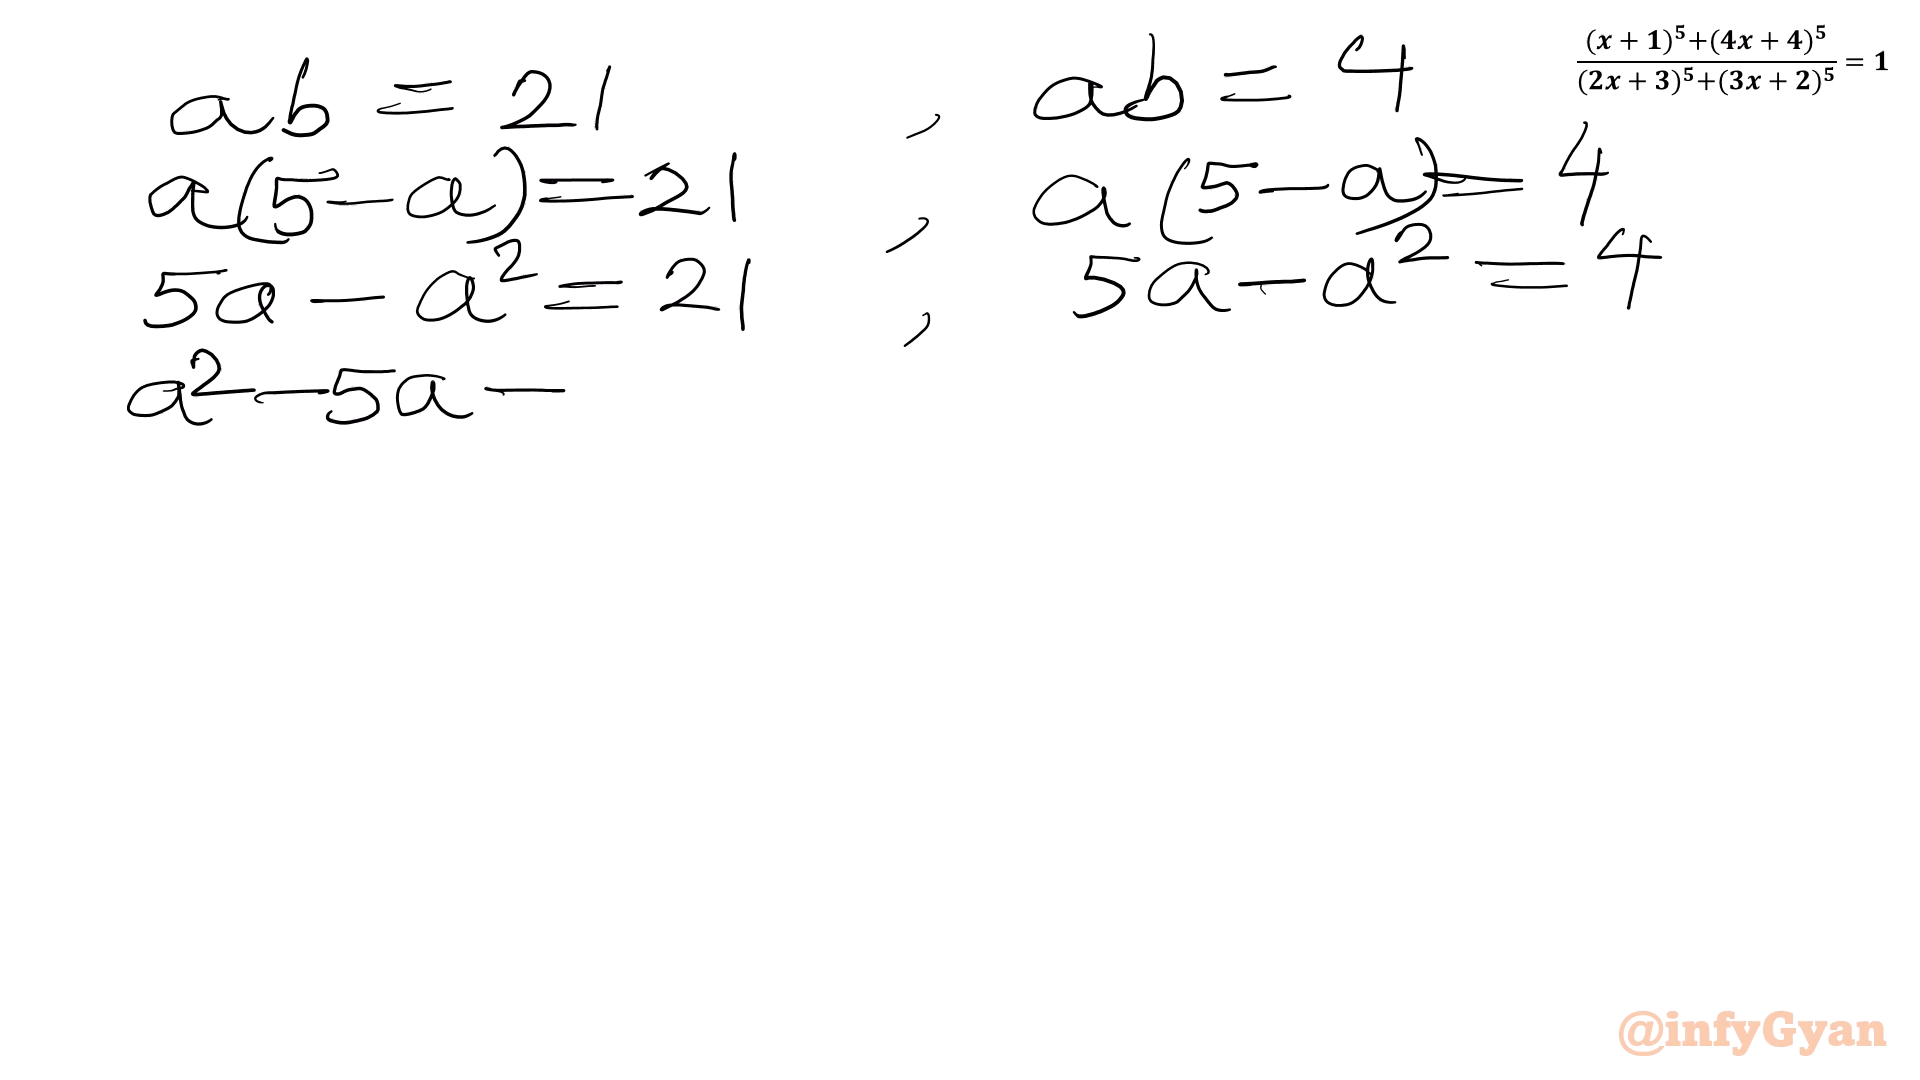 ab = 21 , ab = 4
(x + 1)⁵+(4x + 4)⁵
(2x + 3)⁵+(3x + 2)⁵ = 1
a(5 - a) = 21 , a(5 - a) = 4
5a - a² = 21 , 5a - a² = 4
a² - 5a -
@infyGyan